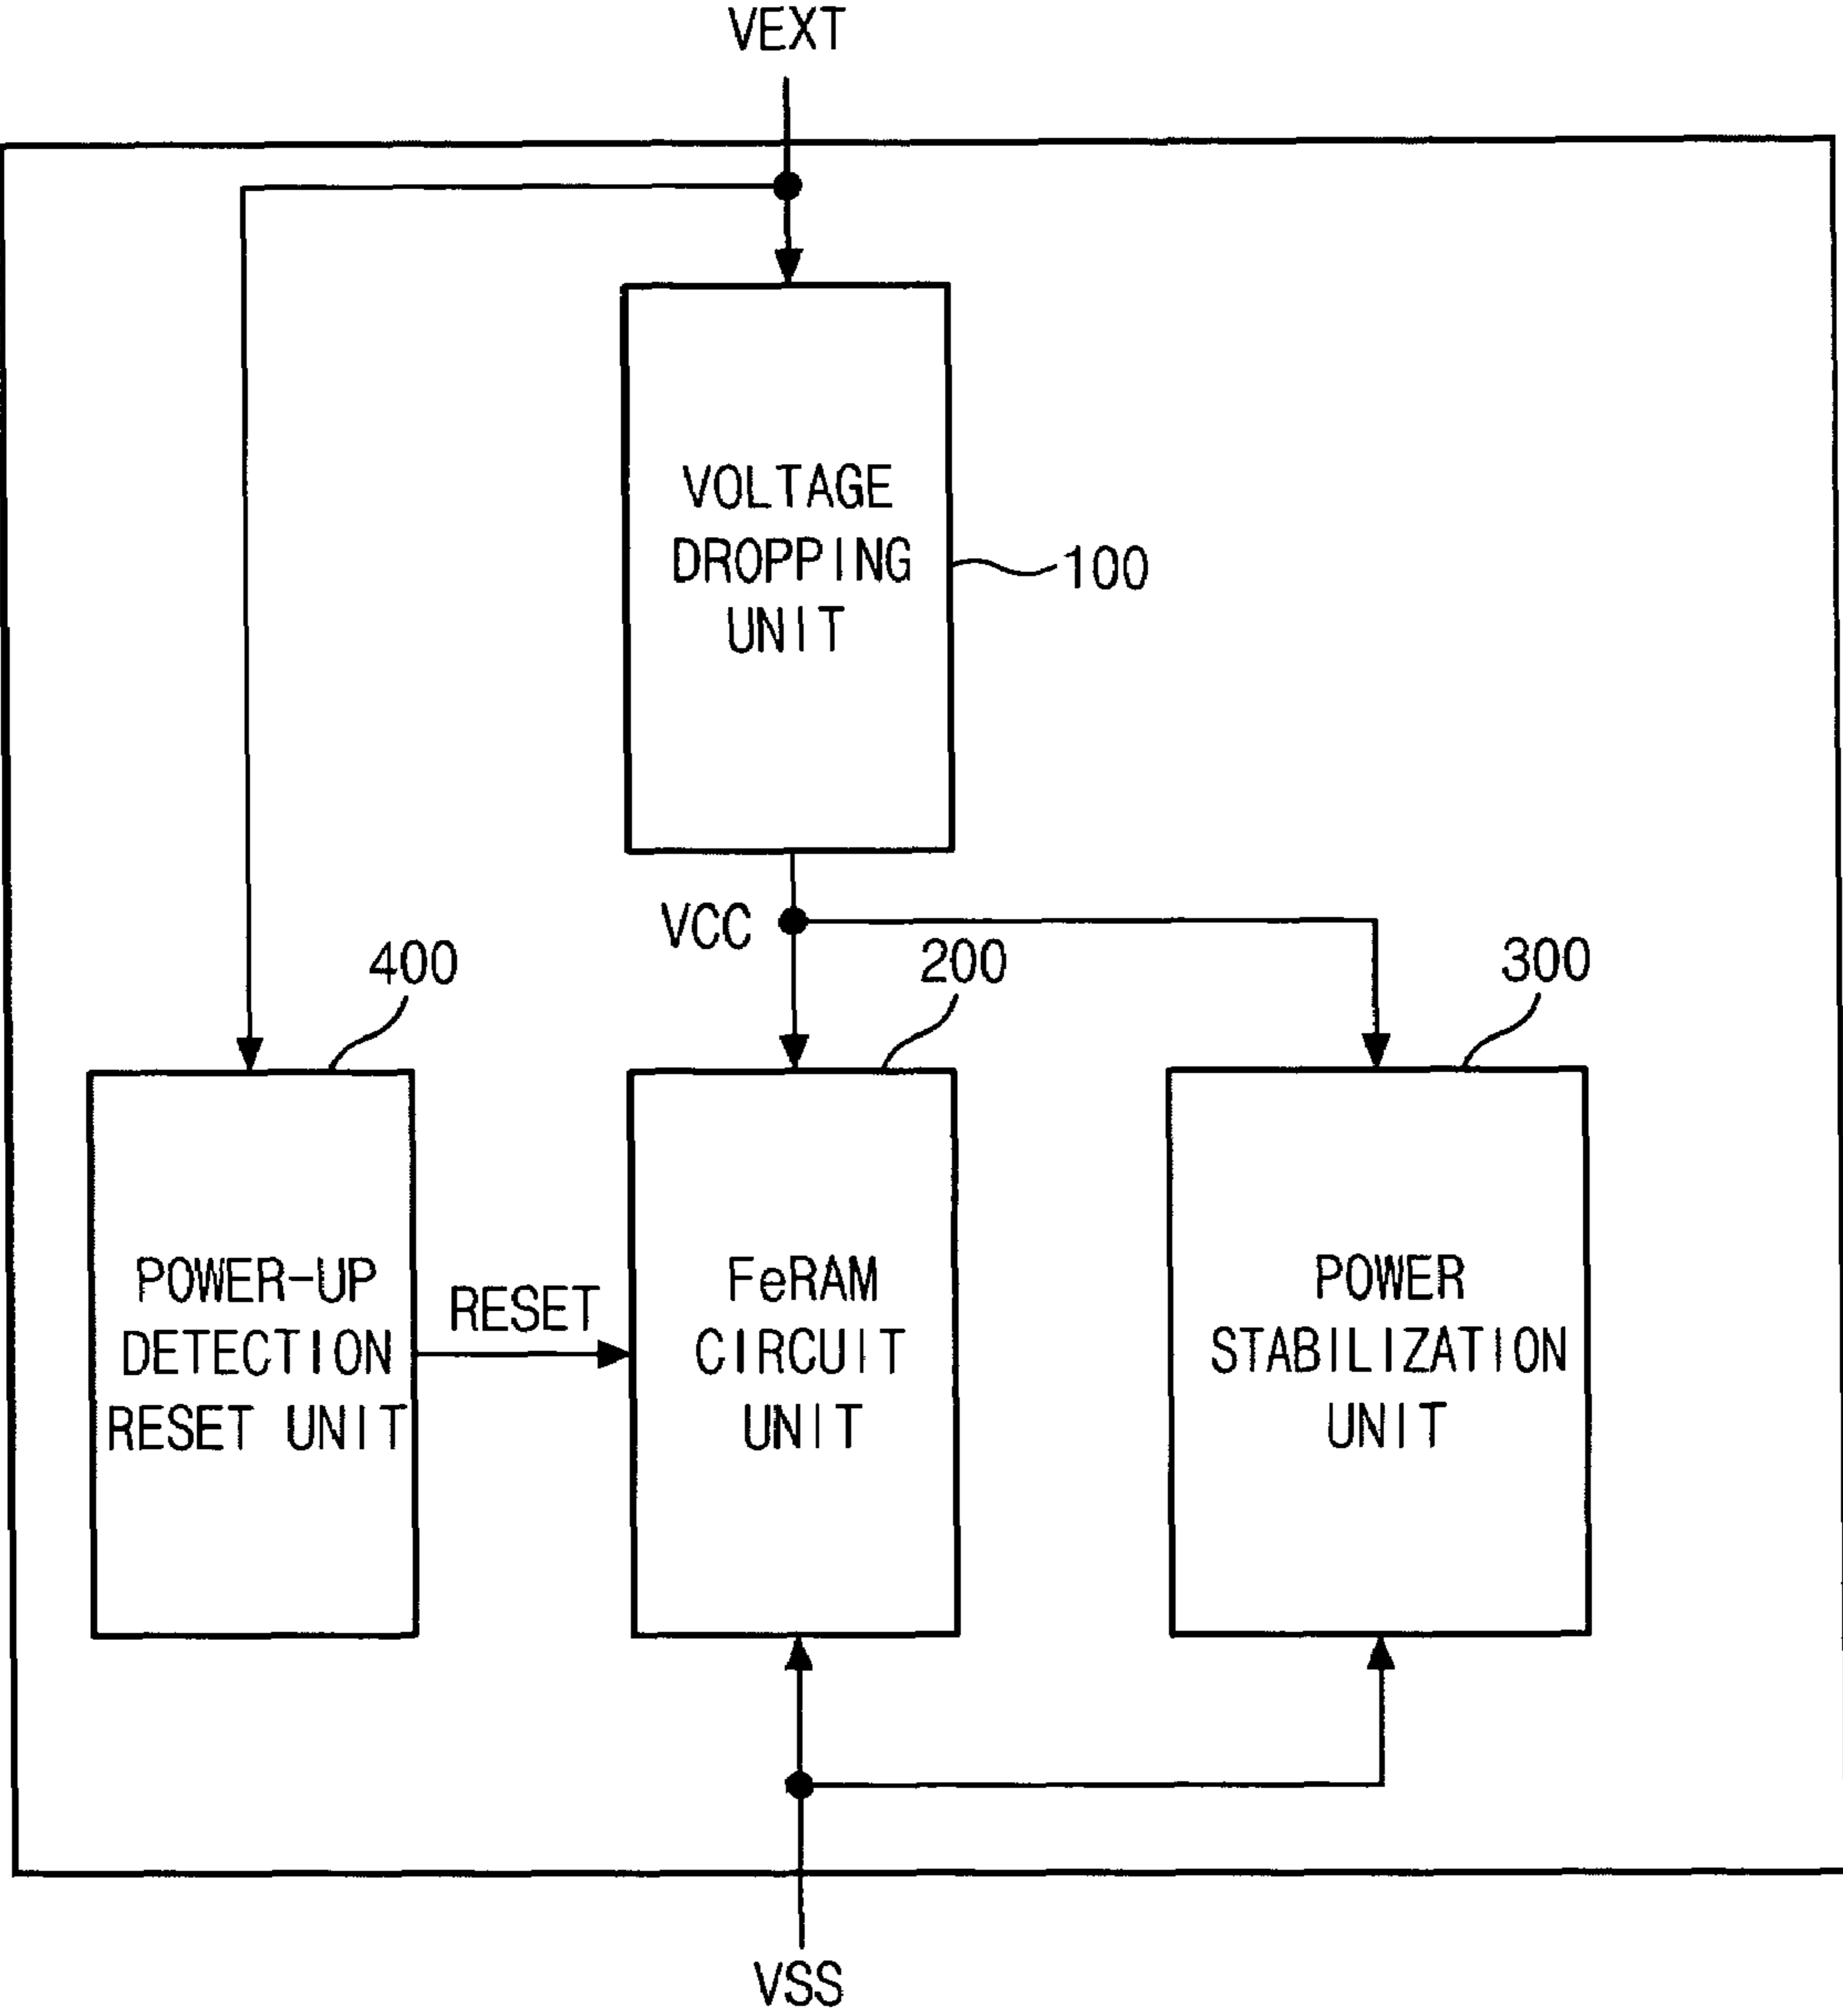 VEXT
VOLTAGE
DROPPING
UNIT
100
VCC
400
200
300
POWER-UP
DETECTION
RESET UNIT
RESET
FeRAM
CIRCUIT
UNIT
POWER
STABILIZATION
UNIT
VSS